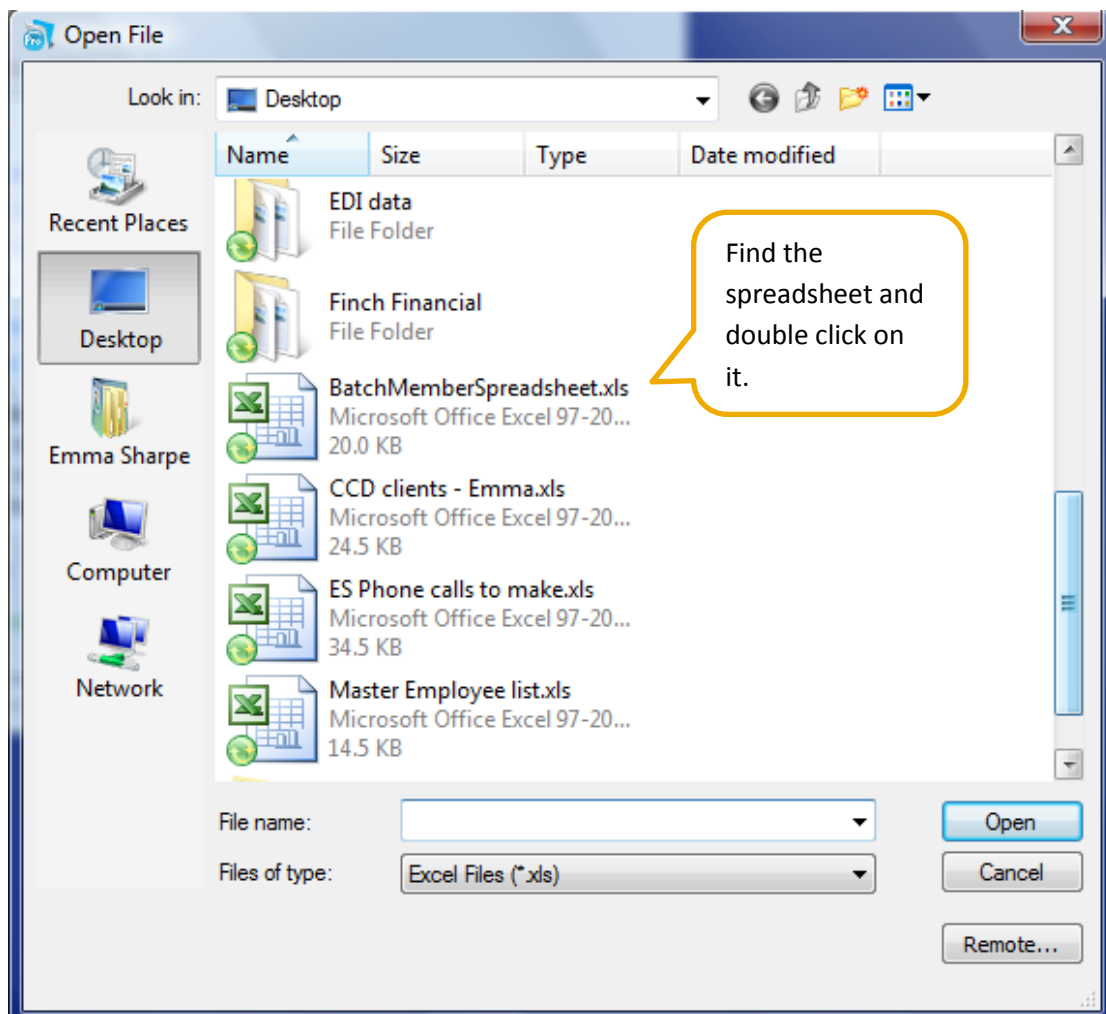 Open File
Look in:
Desktop
Name Size Type Date modified
Recent Places
Desktop
Emma Sharpe
Computer
Network
EDI data
File Folder
Finch Financial
File Folder
BatchMemberSpreadsheet.xls
Microsoft Office Excel 97-20...
20.0 KB
CCD clients - Emma.xls
Microsoft Office Excel 97-20...
24.5 KB
ES Phone calls to make.xls
Microsoft Office Excel 97-20...
34.5 KB
Master Employee list.xls
Microsoft Office Excel 97-20...
14.5 KB
Find the
spreadsheet and
double click on
it.
File name:
Open
Files of type:
Excel Files (*.xls)
Cancel
Remote...